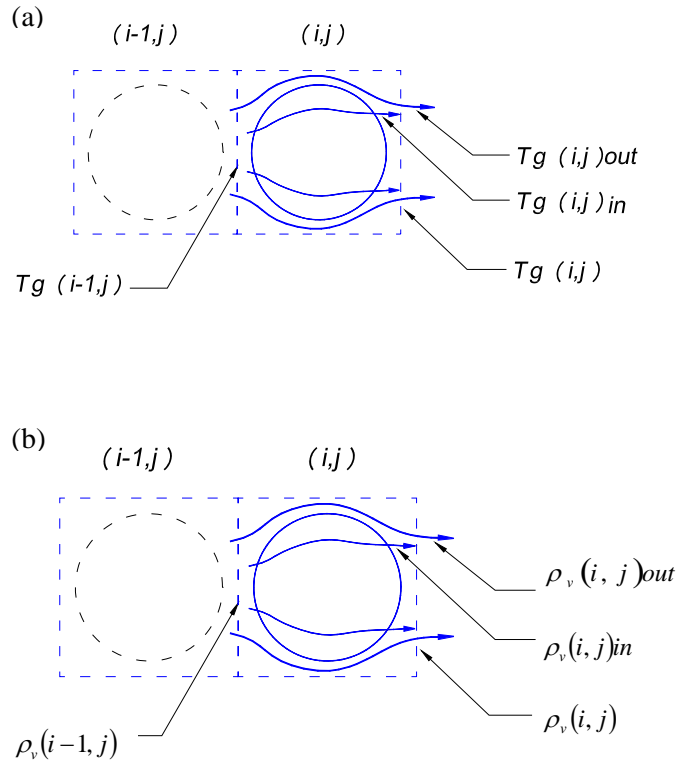 (a)
(i-1,j) (i,j)
Tg (i,j)out
Tg (i,j)in
Tg (i,j)
Tg (i-1,j)
(b)
(i-1,j) (i,j)
ρv(i, j)out
ρv(i, j)in
ρv(i, j)
ρv(i−1, j)